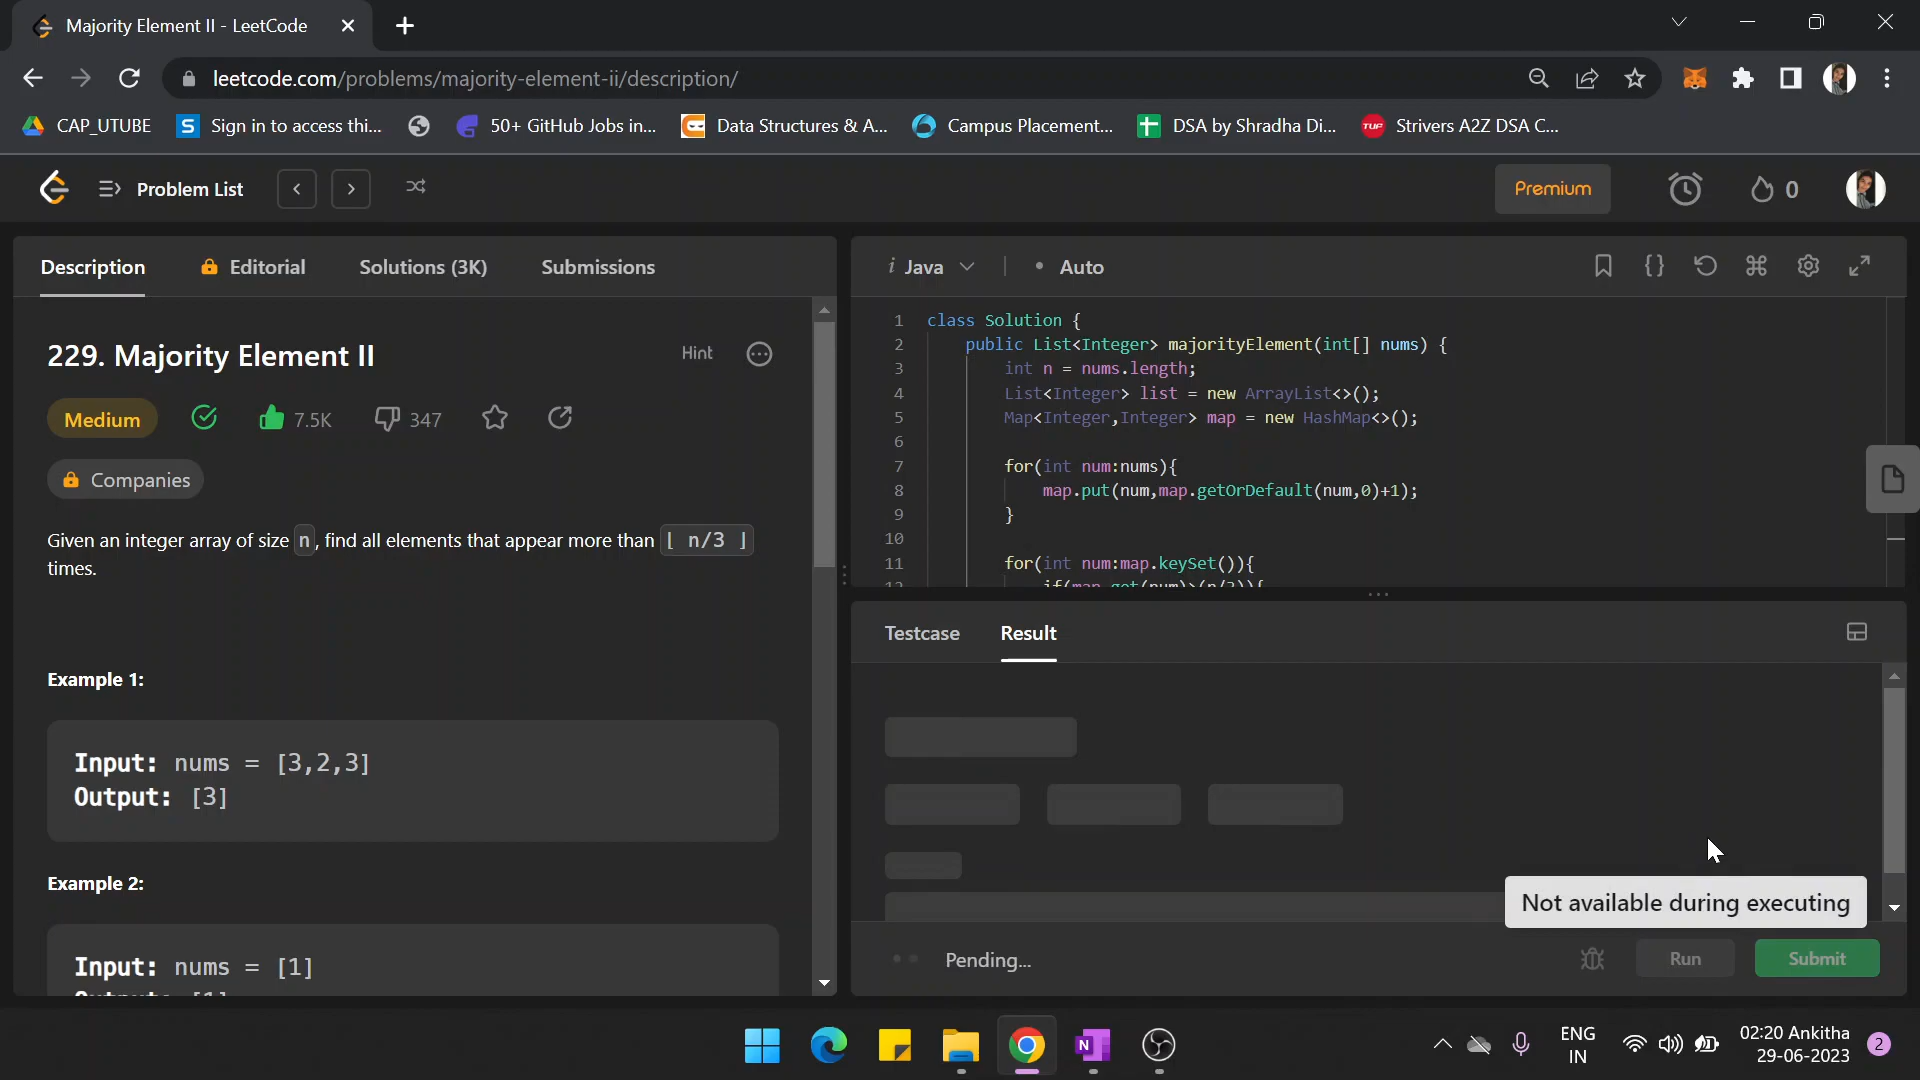 Majority Element II - LeetCode
leetcode.com/problems/majority-element-ii/description/
CAP_UTUBE
Sign in to access thi...
50+ GitHub Jobs in...
Data Structures & A...
Campus Placement...
DSA by Shradha Di...
TUF
Strivers A2Z DSA C...
Problem List
Premium
0
Description
Editorial
Solutions (3K)
Submissions
229. Majority Element II
Hint
Medium
7.5K
347
Companies
Given an integer array of size n, find all elements that appear more than ⌊ n/3 ⌋
times.
Example 1:
Input: nums = [3,2,3]
Output: [3]
Example 2:
Input: nums = [1]
i Java
Auto
1 class Solution {
2 public List<Integer> majorityElement(int[] nums) {
3 int n = nums.length;
4 List<Integer> list = new ArrayList<>();
5 Map<Integer,Integer> map = new HashMap<>();
6
7 for(int num:nums){
8 map.put(num,map.getOrDefault(num,0)+1);
9 }
10
11 for(int num:map.keySet()){
Testcase
Result
Not available during executing
Pending...
Run
Submit
N
ENG
IN
02:20 Ankitha
29-06-2023
2